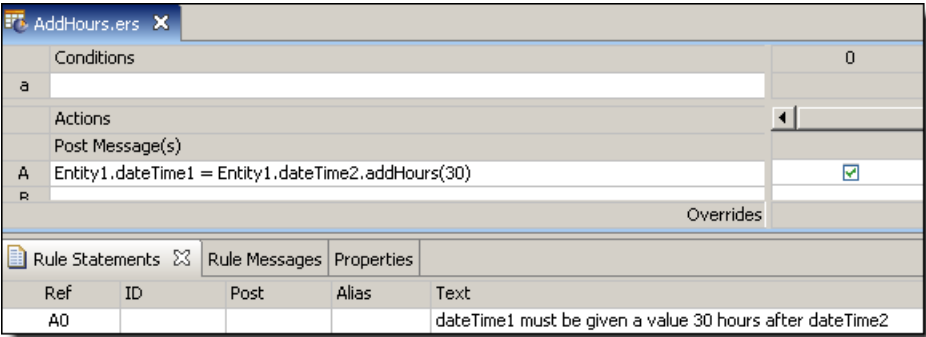 AddHours.ers
Conditions 0
a
Actions
Post Message(s)
A Entity1.dateTime1 = Entity1.dateTime2.addHours(30)
B
Overrides
Rule Statements Rule Messages Properties
Ref ID Post Alias Text
A0 dateTime1 must be given a value 30 hours after dateTime2